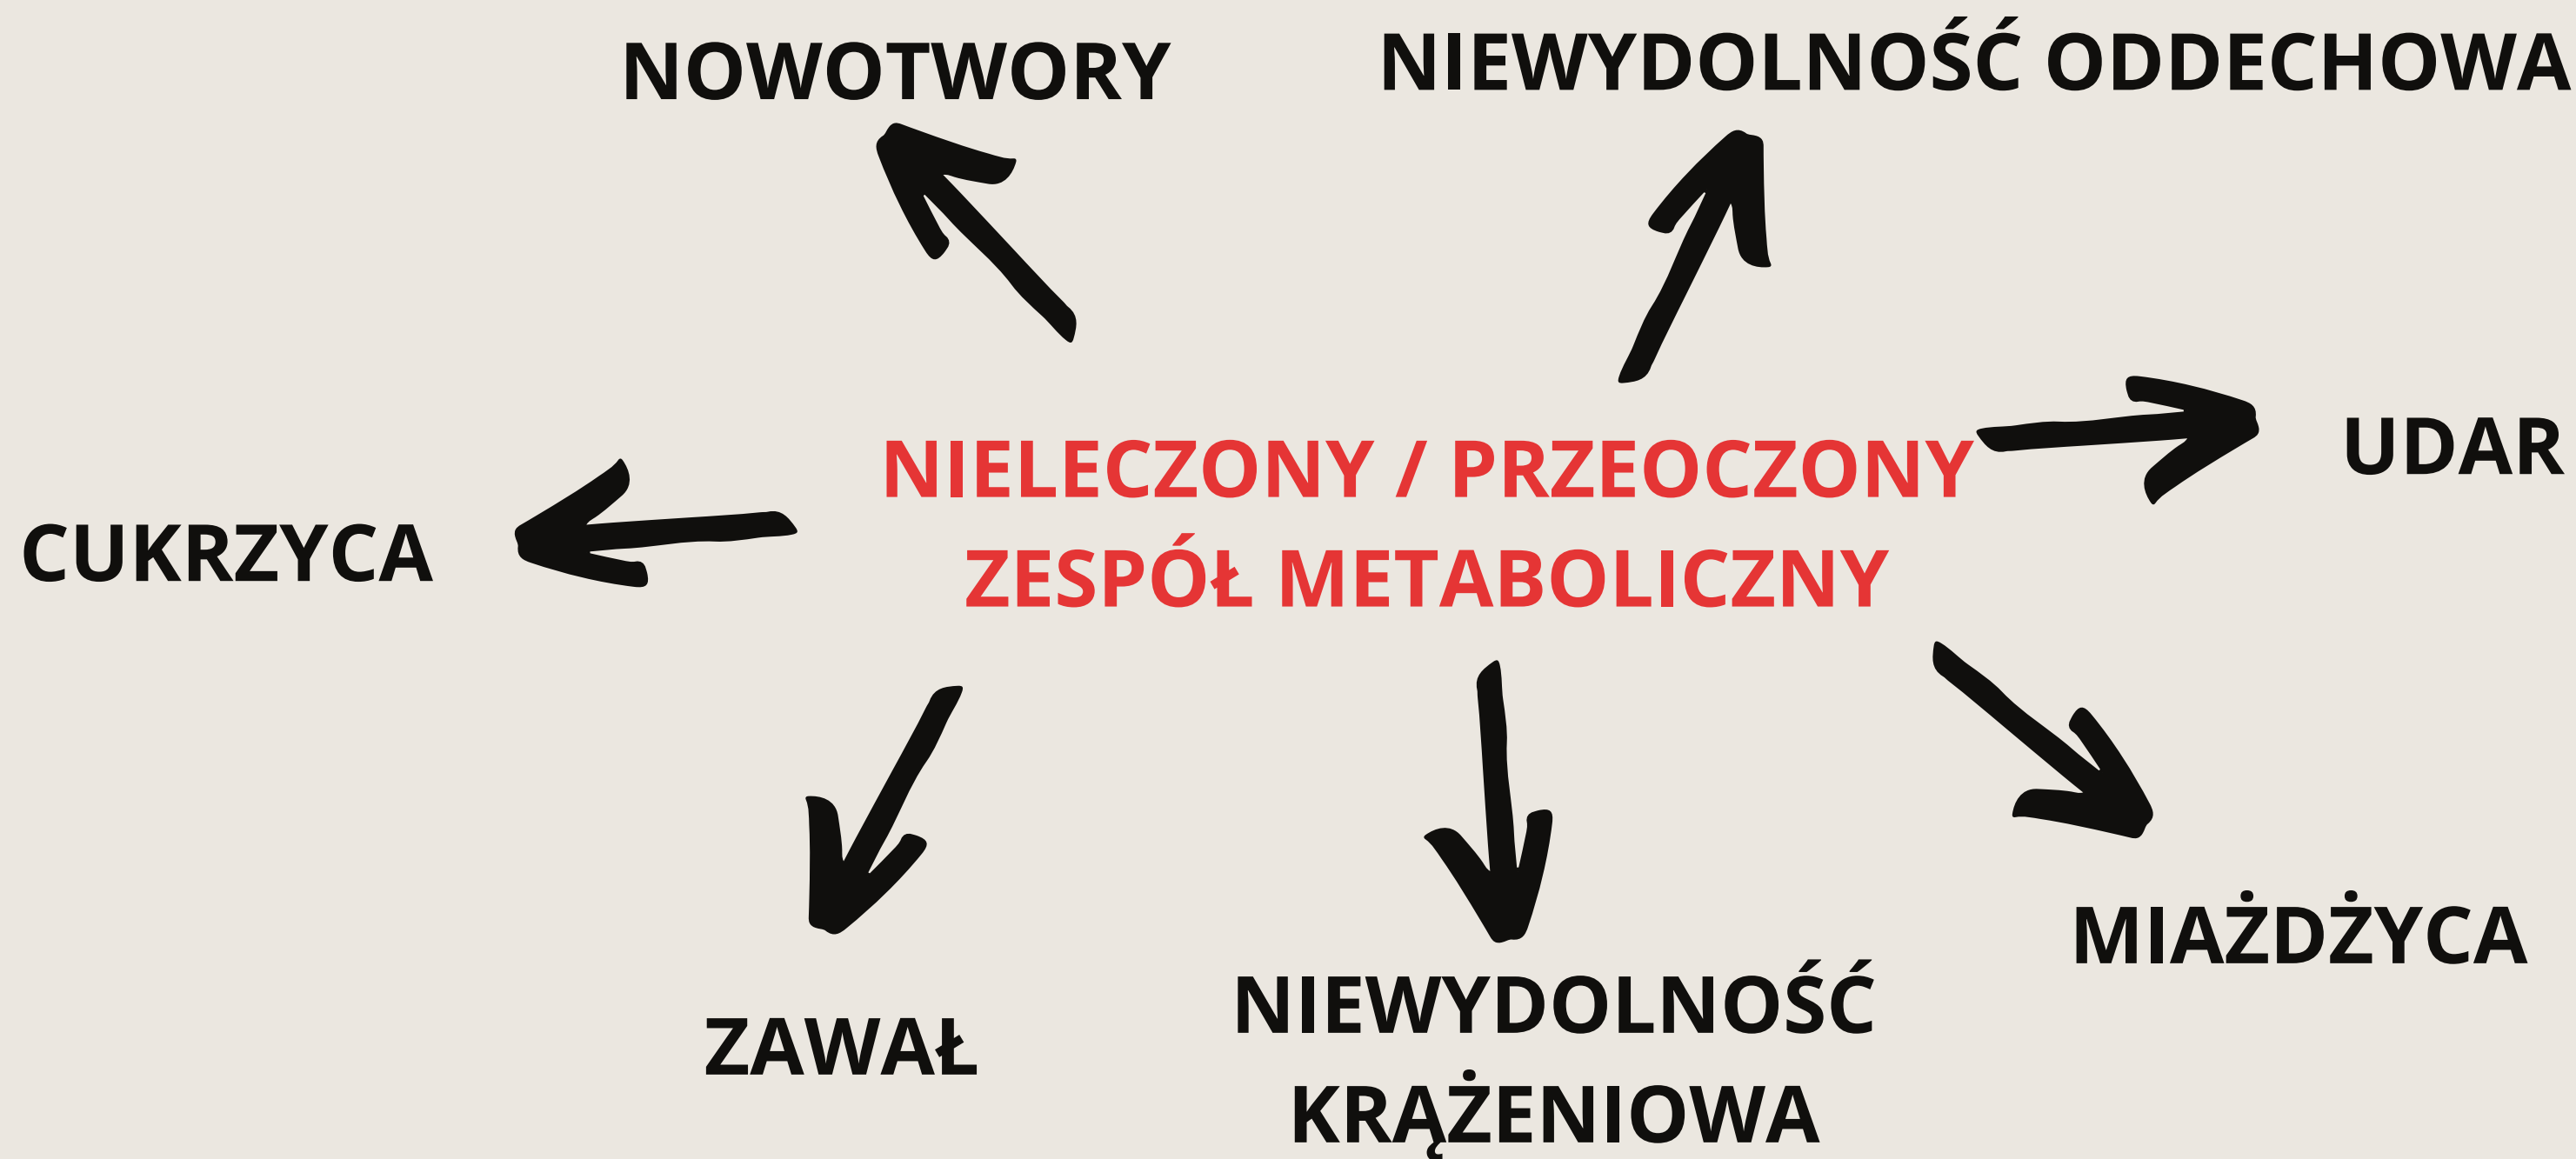 NOWOTWORY
NIEWYDOLNOŚĆ ODDECHOWA
NIELECZONY / PRZEOCZONY
ZESPÓŁ METABOLICZNY
UDAR
CUKRZYCA
MIAŻDŻYCA
ZAWAŁ
NIEWYDOLNOŚĆ
KRĄŻENIOWA